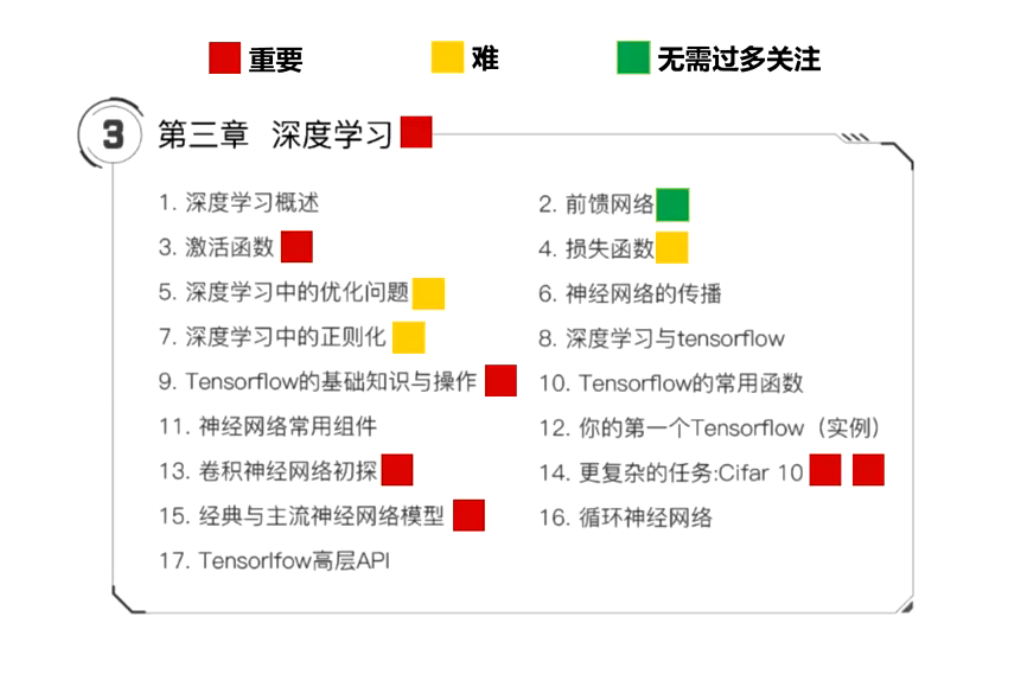 重要 难 无需过多关注
3 第三章 深度学习
1. 深度学习概述 2. 前馈网络
3. 激活函数 4. 损失函数
5. 深度学习中的优化问题 6. 神经网络的传播
7. 深度学习中的正则化 8. 深度学习与tensorflow
9. Tensorflow的基础知识与操作 10. Tensorflow的常用函数
11. 神经网络常用组件 12. 你的第一个Tensorflow（实例）
13. 卷积神经网络初探 14. 更复杂的任务:Cifar 10
15. 经典与主流神经网络模型 16. 循环神经网络
17. Tensorlfow高层API